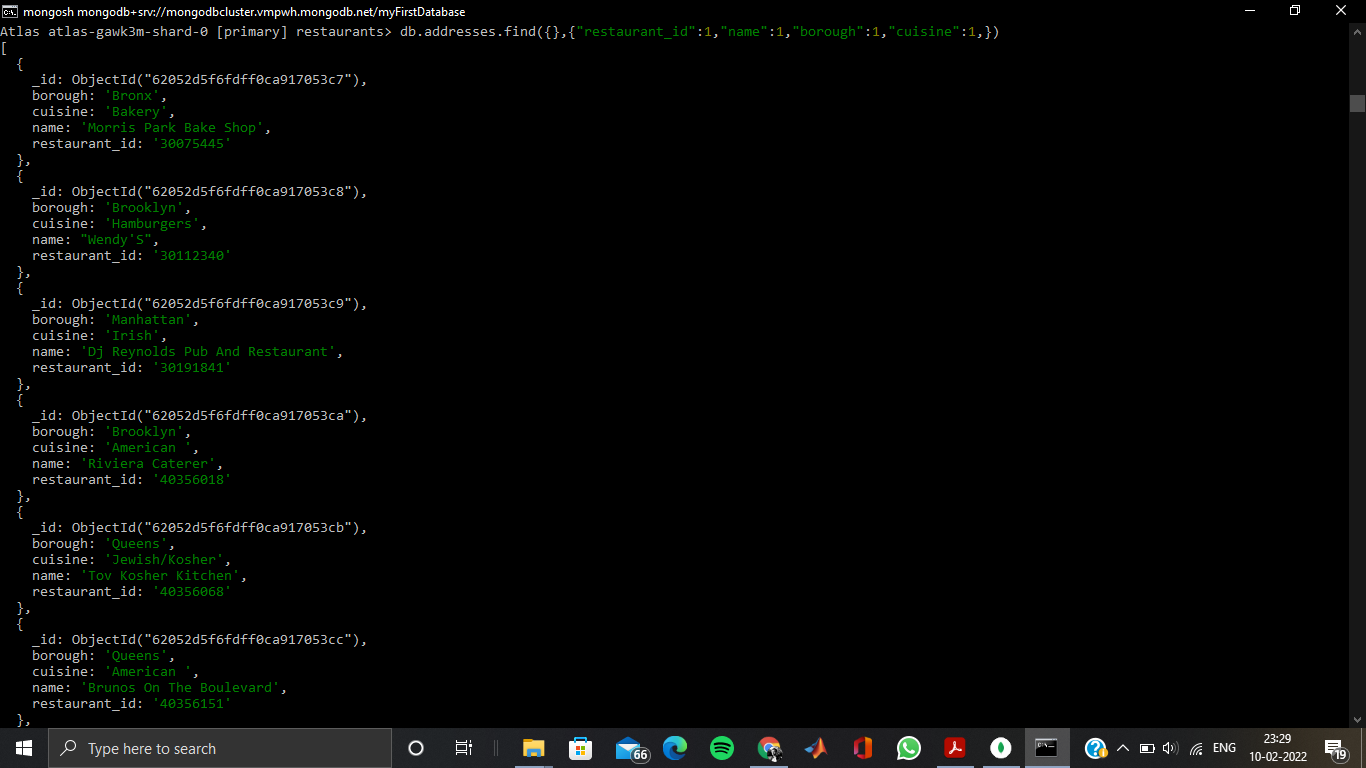 mongosh mongodb+srv://mongodbcluster.vmpwh.mongodb.net/myFirstDatabase
Atlas atlas-gawk3m-shard-0 [primary] restaurants> db.addresses.find({},{"restaurant_id":1,"name":1,"borough":1,"cuisine":1,})
[
  {
    _id: ObjectId("62052d5f6fdff0ca917053c7"),
    borough: 'Bronx',
    cuisine: 'Bakery',
    name: 'Morris Park Bake Shop',
    restaurant_id: '30075445'
  },
  {
    _id: ObjectId("62052d5f6fdff0ca917053c8"),
    borough: 'Brooklyn',
    cuisine: 'Hamburgers',
    name: "Wendy'S",
    restaurant_id: '30112340'
  },
  {
    _id: ObjectId("62052d5f6fdff0ca917053c9"),
    borough: 'Manhattan',
    cuisine: 'Irish',
    name: 'Dj Reynolds Pub And Restaurant',
    restaurant_id: '30191841'
  },
  {
    _id: ObjectId("62052d5f6fdff0ca917053ca"),
    borough: 'Brooklyn',
    cuisine: 'American ',
    name: 'Riviera Caterer',
    restaurant_id: '40356018'
  },
  {
    _id: ObjectId("62052d5f6fdff0ca917053cb"),
    borough: 'Queens',
    cuisine: 'Jewish/Kosher',
    name: 'Tov Kosher Kitchen',
    restaurant_id: '40356068'
  },
  {
    _id: ObjectId("62052d5f6fdff0ca917053cc"),
    borough: 'Queens',
    cuisine: 'American ',
    name: 'Brunos On The Boulevard',
    restaurant_id: '40356151'
  },
Type here to search
66
ENG
23:29
10-02-2022
19